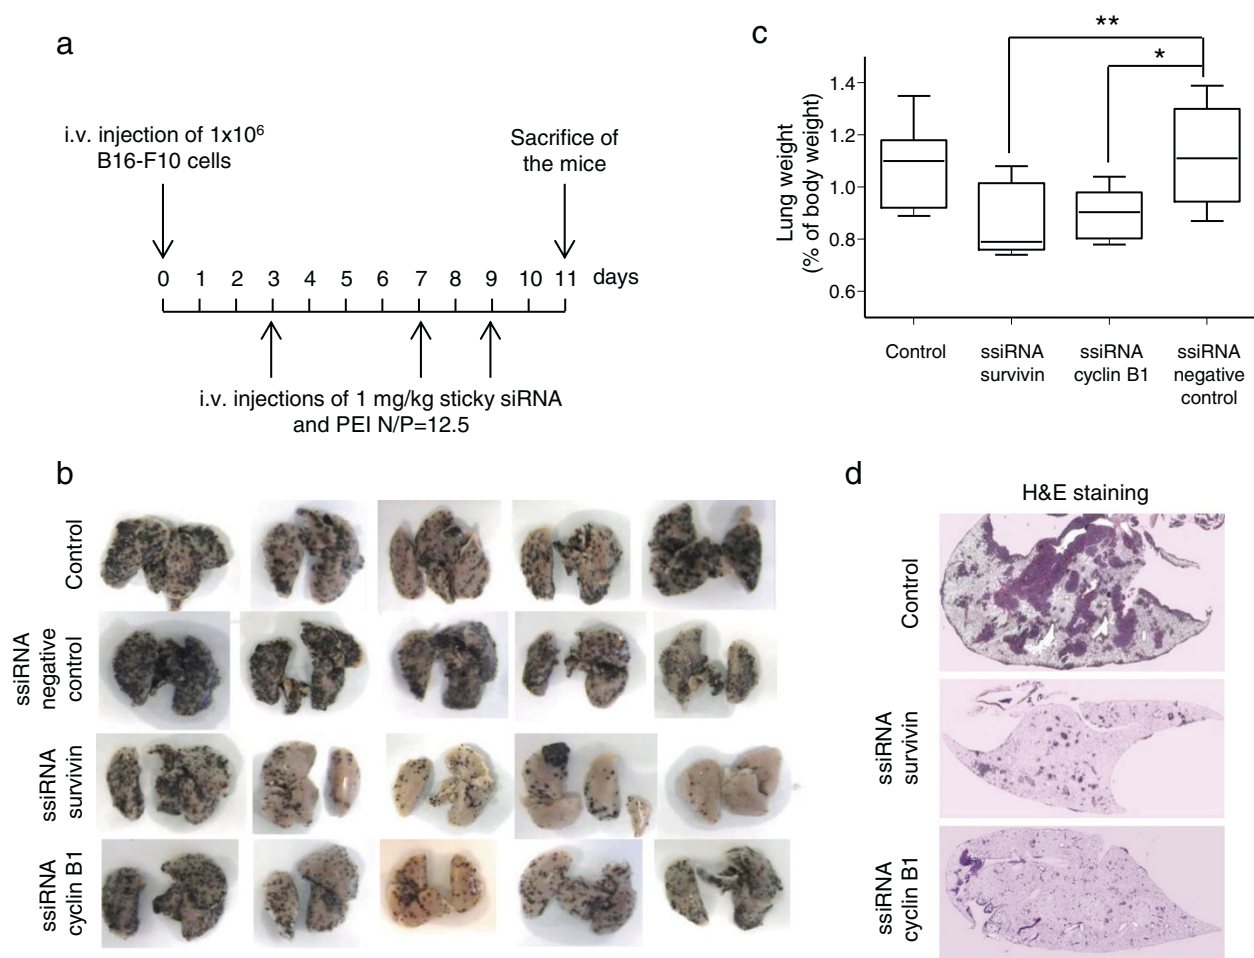 a
i.v. injection of 1x10⁶
B16-F10 cells
Sacrifice of
the mice
0 1 2 3 4 5 6 7 8 9 10 11 days
i.v. injections of 1 mg/kg sticky siRNA
and PEI N/P=12.5
c
**
*
Lung weight
(% of body weight)
1.4
1.2
1.0
0.8
0.6
Control
ssiRNA
survivin
ssiRNA
cyclin B1
ssiRNA
negative
control
b
Control
ssiRNA
negative
control
ssiRNA
survivin
ssiRNA
cyclin B1
d
H&E staining
Control
ssiRNA
survivin
ssiRNA
cyclin B1